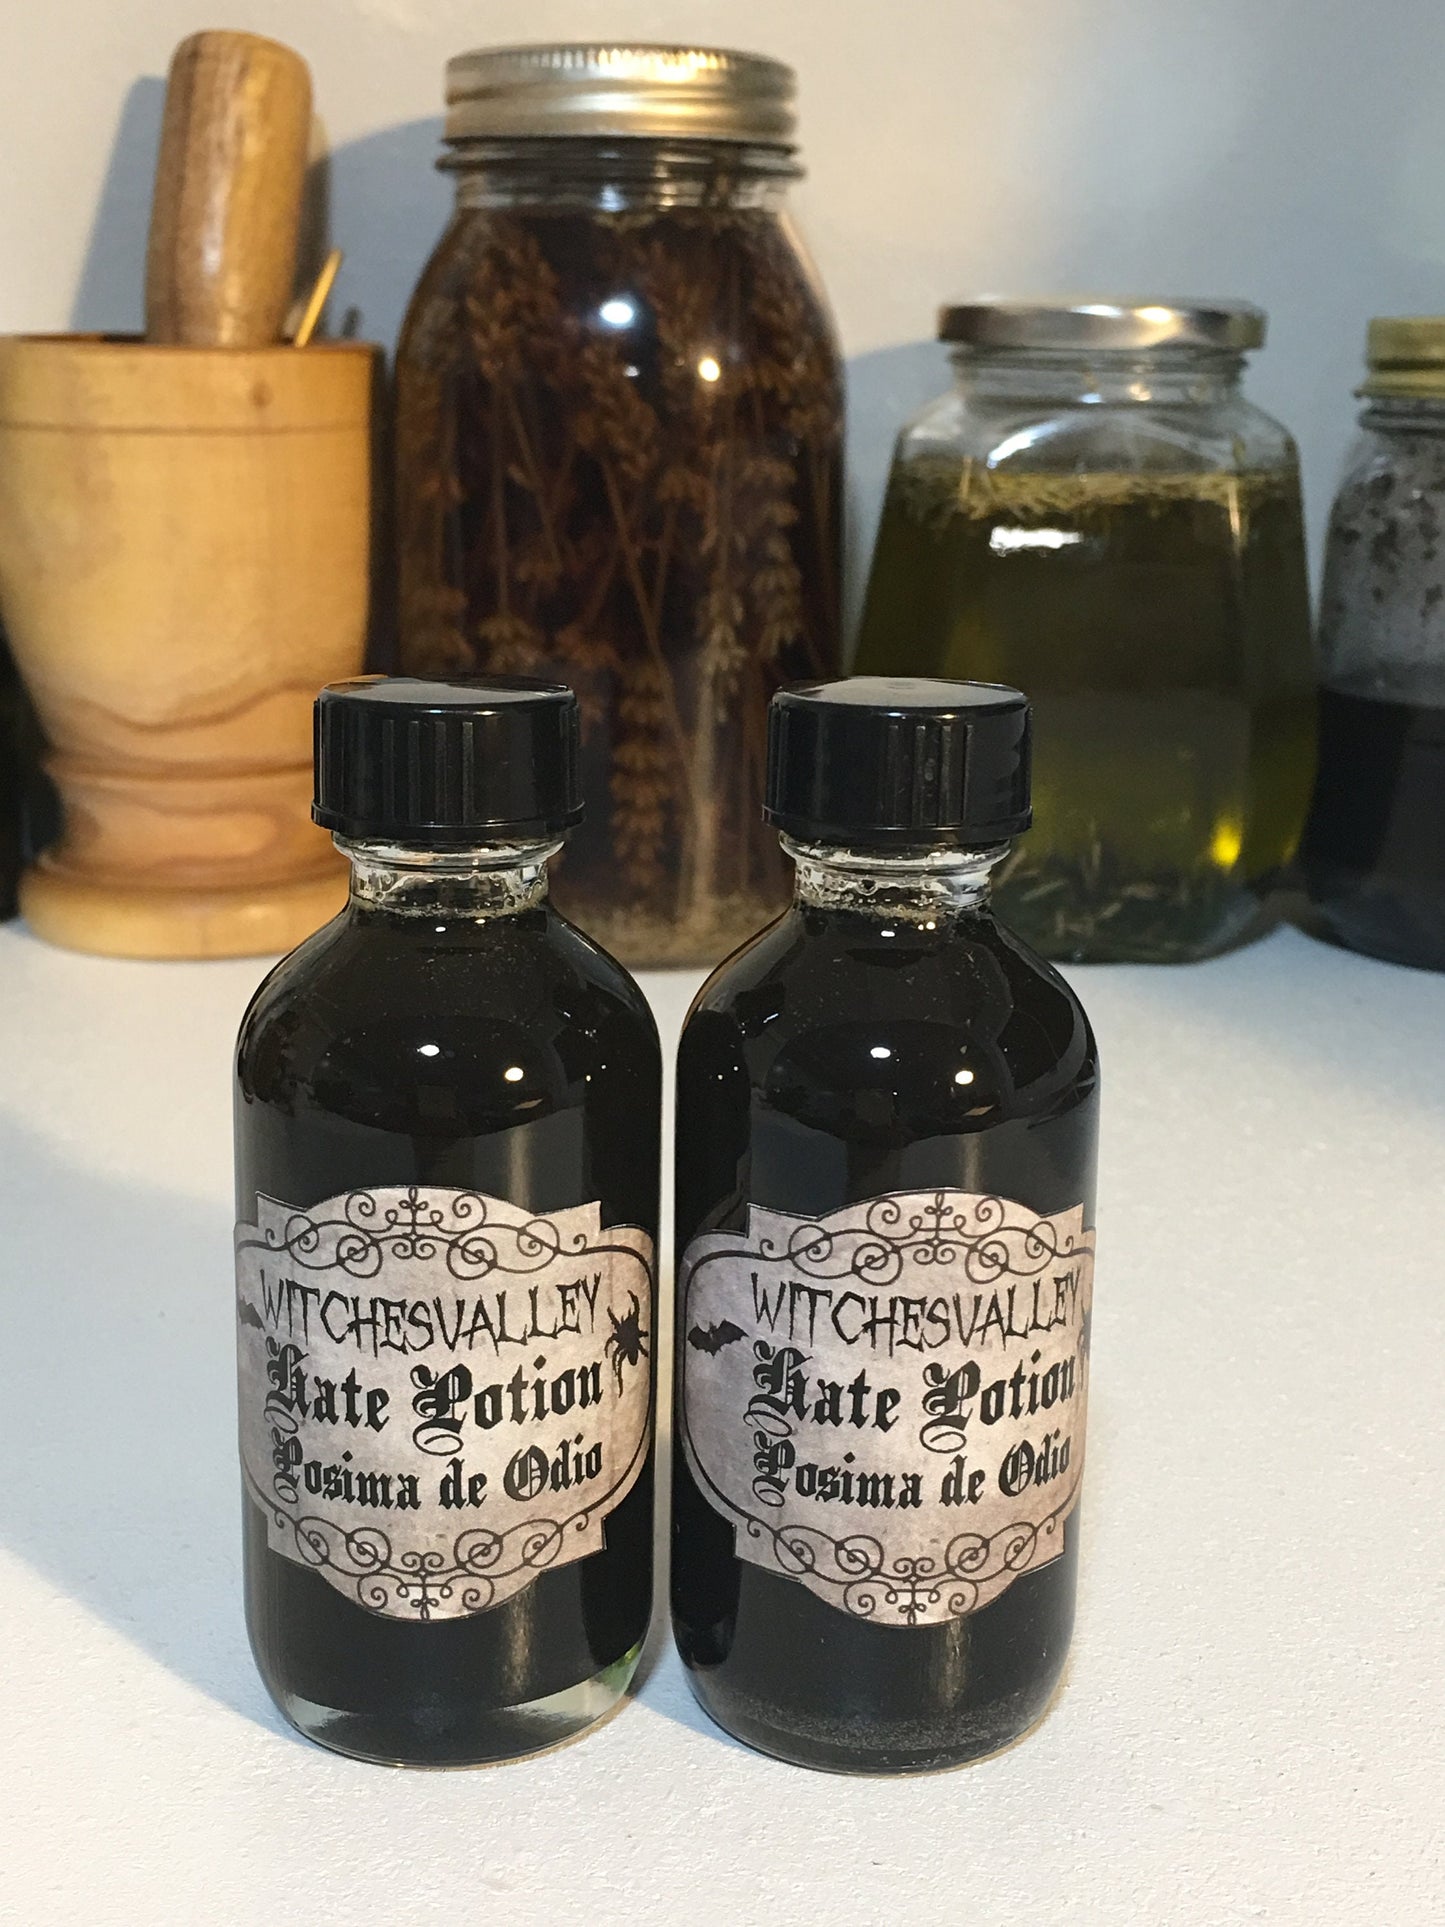 WITCHESVALLEY
Hate Potion
Posima de Odio
WITCHESVALLEY
Hate Potion
Posima de Odio